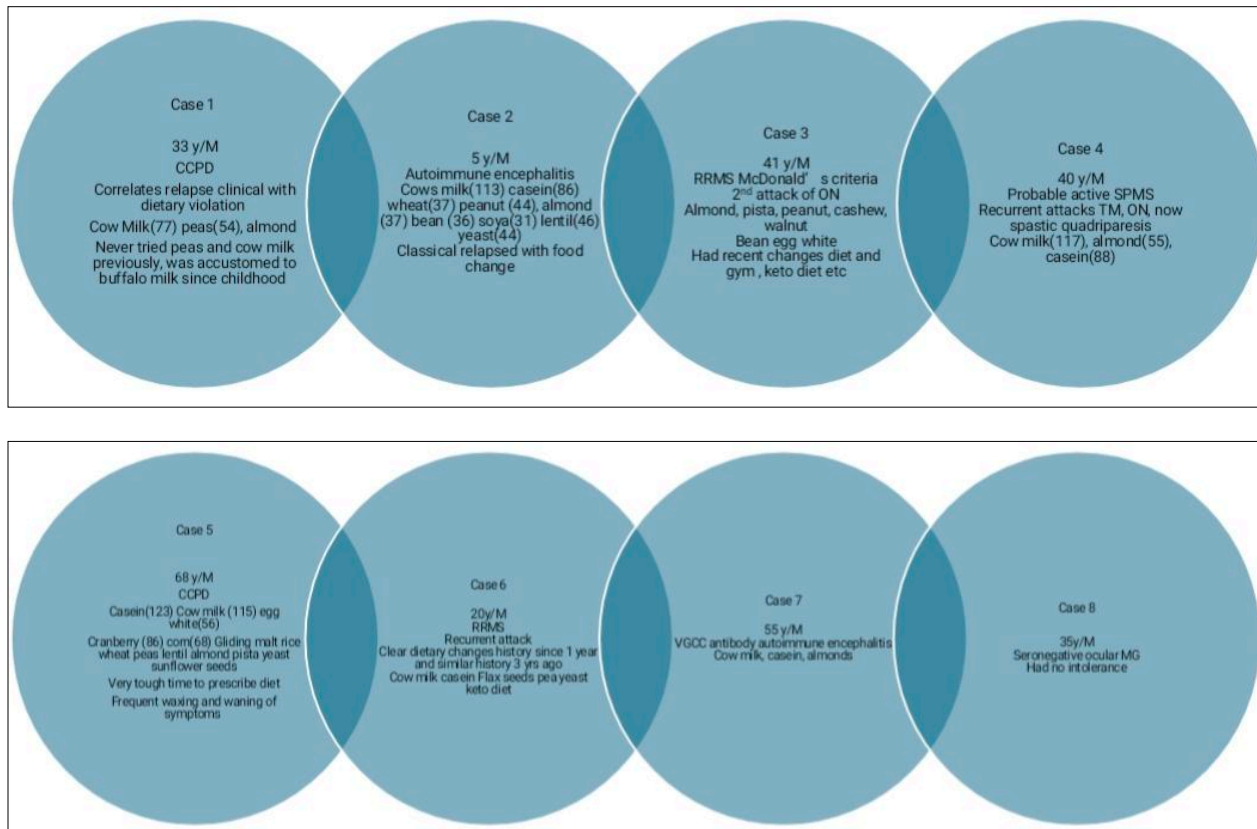 Case 1
33 y/M
CCPD
Correlates relapse clinical with
dietary violation
Cow Milk(77) peas(54), almond
Never tried peas and cow milk
previously, was accustomed to
buffalo milk since childhood
Case 2
5 y/M
Autoimmune encephalitis
Cows milk(113) casein(86)
wheat(37) peanut (44), almond
(37) bean (36) soya(31) lentil(46)
yeast(44)
Classical relapsed with food
change
Case 3
41 y/M
RRMS McDonald's criteria
2nd attack of ON
Almond, pista, peanut, cashew,
walnut
Bean egg white
Had recent changes diet and
gym , keto diet etc
Case 4
40 y/M
Probable active SPMS
Recurrent attacks TM, ON, now
spastic quadriparesis
Cow milk(117), almond(55),
casein(88)
Case 5
68 y/M
CCPD
Casein(123) Cow milk (115) egg
white(56)
Cranberry (86) corn(68) Gliding malt rice
wheat peas lentil almond pista yeast
sunflower seeds
Very tough time to prescribe diet
Frequent waxing and waning of
symptoms
Case 6
20y/M
RRMS
Recurrent attack
Clear dietary changes history since 1 year
and similar history 3 yrs ago
Cow milk casein Flax seeds pea yeast
keto diet
Case 7
55 y/M
VGCC antibody autoimmune encephalitis
Cow milk, casein, almonds
Case 8
35y/M
Seronegative ocular MG
Had no intolerance